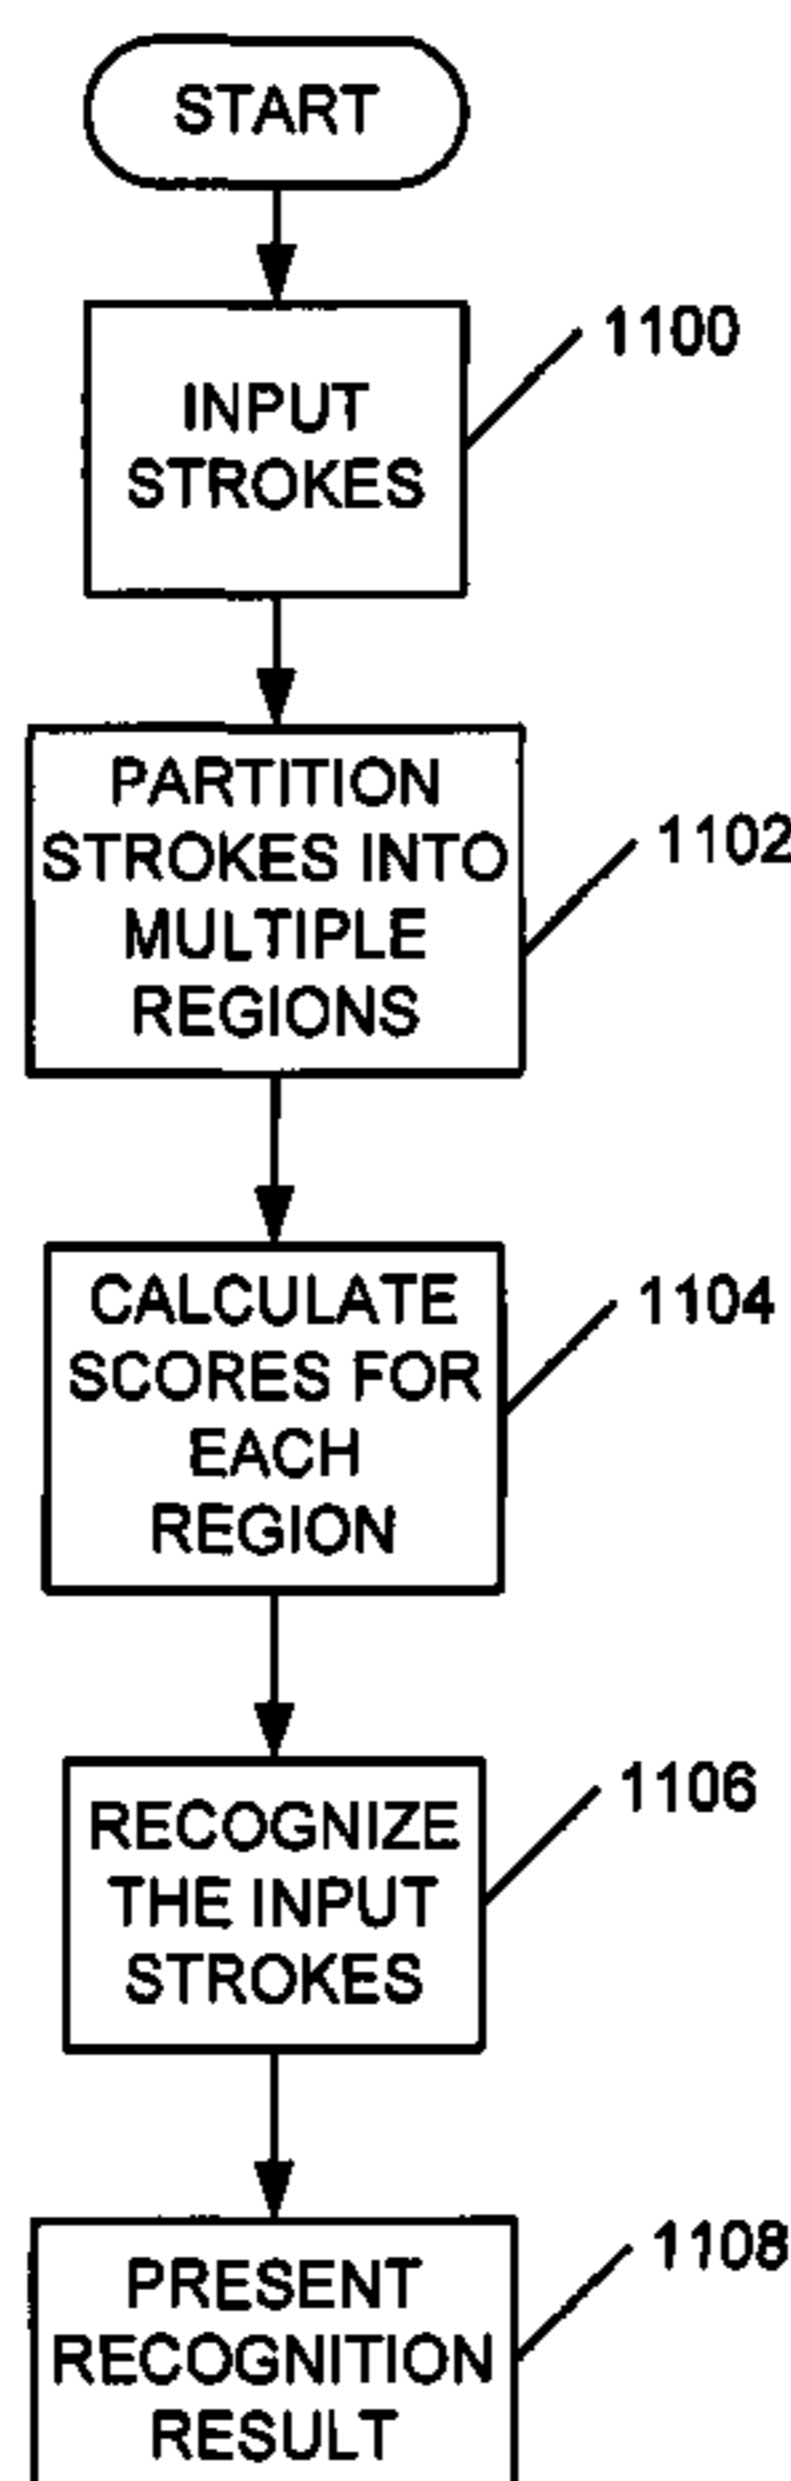 START
1100
INPUT
STROKES
PARTITION
STROKES INTO
MULTIPLE
REGIONS
1102
CALCULATE
SCORES FOR
EACH
REGION
1104
RECOGNIZE
THE INPUT
STROKES
1106
PRESENT
RECOGNITION
RESULT
1108